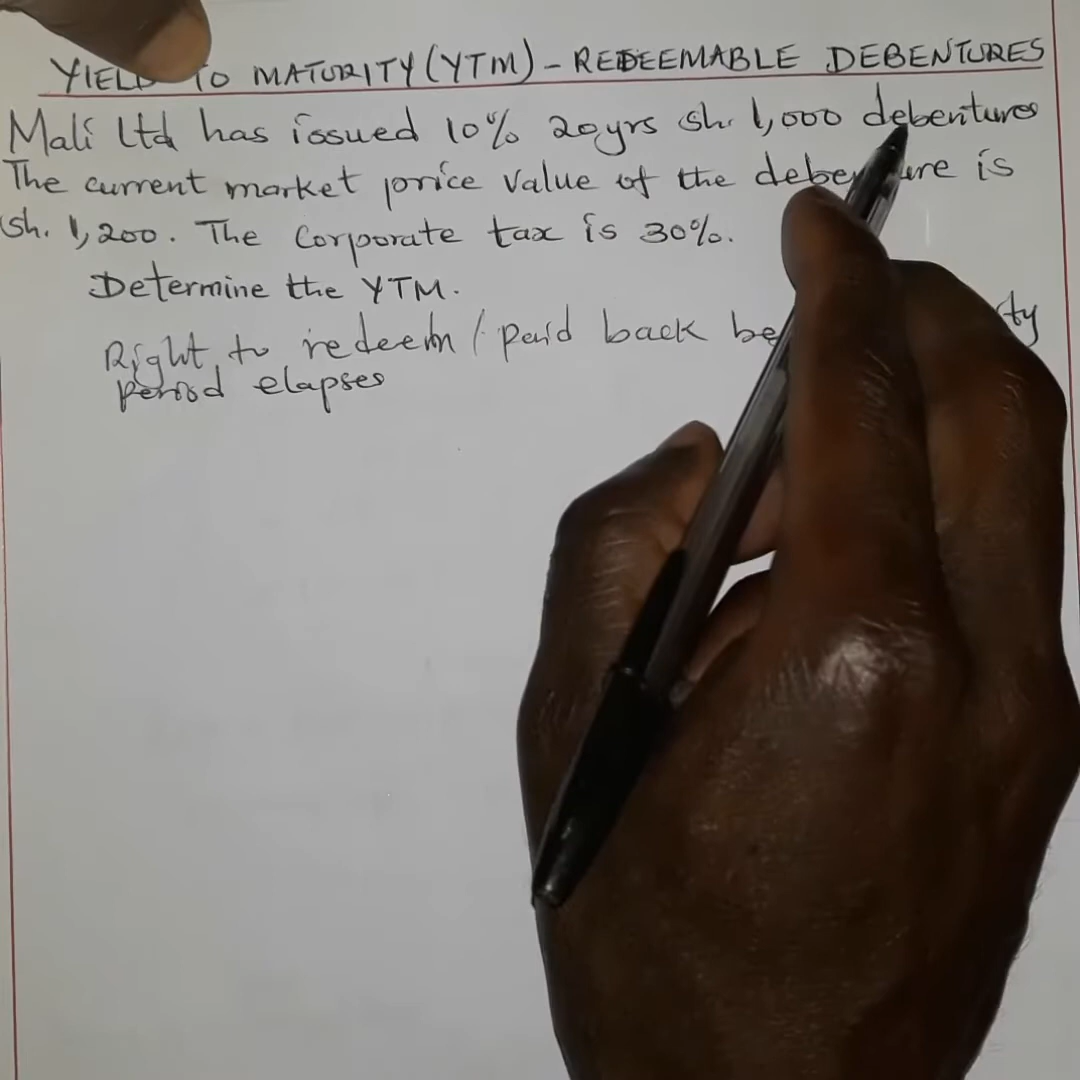 YIELD TO MATURITY (YTM) - REDEEMABLE DEBENTURES
Mali Ltd has issued 10% 20yrs sh. 1,000 debentures
The current market price value of the debenture is
sh. 1,200. The corporate tax is 30%.
Determine the YTM.
Right to redeem / paid back
period elapses